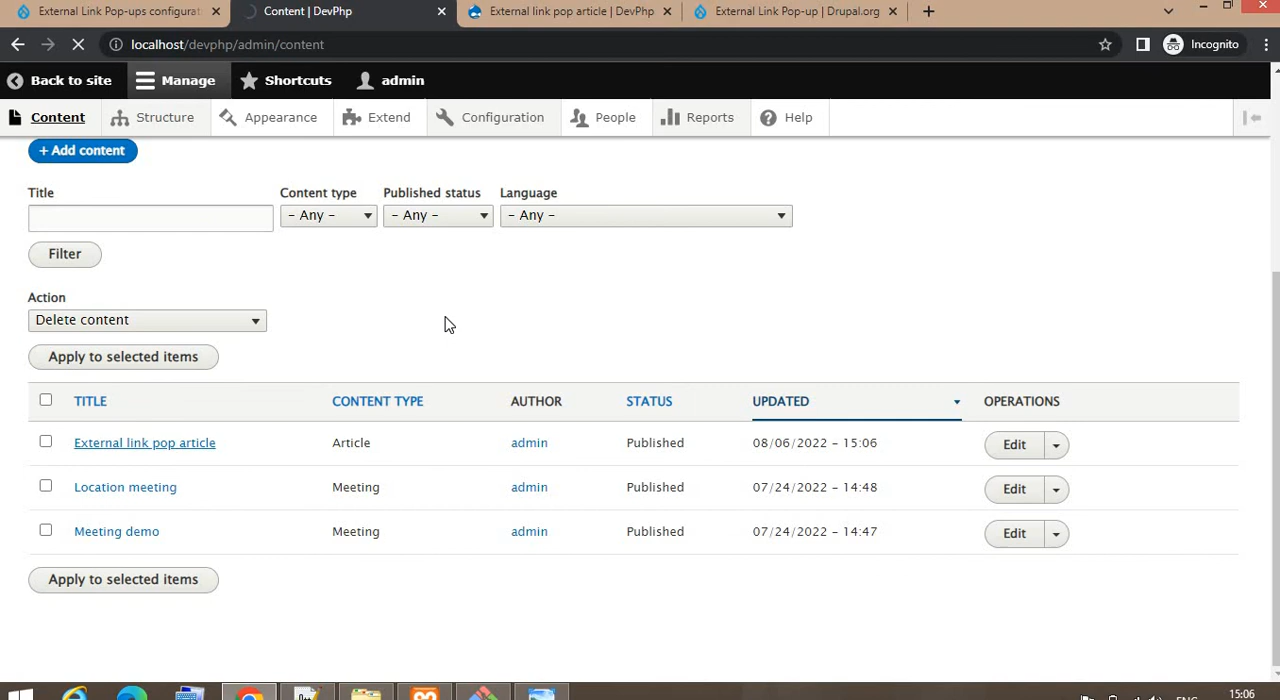 External Link Pop-ups configurat
Content | DevPhp
External link pop article | DevPhp
External Link Pop-up | Drupal.org
localhost/devphp/admin/content
Incognito
Back to site
Manage
Shortcuts
admin
Content
Structure
Appearance
Extend
Configuration
People
Reports
Help
+ Add content
Title
Content type
Published status
Language
- Any -
- Any -
- Any -
Filter
Action
Delete content
Apply to selected items
TITLE CONTENT TYPE AUTHOR STATUS UPDATED OPERATIONS
External link pop article Article admin Published 08/06/2022 – 15:06 Edit
Location meeting Meeting admin Published 07/24/2022 – 14:48 Edit
Meeting demo Meeting admin Published 07/24/2022 – 14:47 Edit
Apply to selected items
15:06